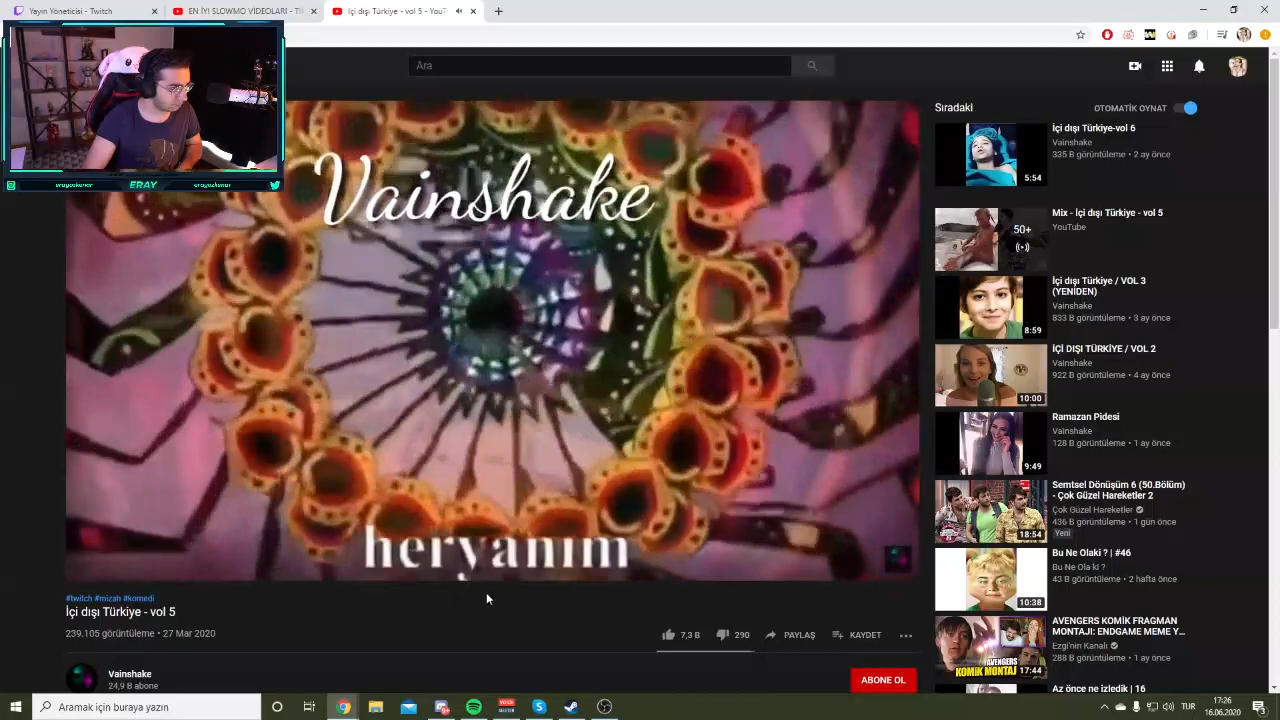 Yayın Yöneticisi - Twitch
EN İYİ SLOWMO VİDEOLARI - Tİ
İçi dışı Türkiye - vol 5 - YouT
Ara
ERAY
Vainshake
heryanım
#twitch #mizah #komedi
İçi dışı Türkiye - vol 5
239.105 görüntüleme • 27 Mar 2020
7,3 B
290
PAYLAŞ
KAYDET
Vainshake
24,9 B abone
ABONE OL
Sıradaki
OTOMATİK OYNAT
5:54
İçi dışı Türkiye-vol 6
Vainshake
335 B görüntüleme • 2 ay önce
50+
Mix - İçi dışı Türkiye - vol 5
YouTube
8:59
İçi dışı Türkiye / VOL 3
(YENİDEN)
Vainshake
833 B görüntüleme • 3 ay önce
10:00
İÇİ DIŞI TÜRKİYE / VOL 2
Vainshake
922 B görüntüleme • 4 ay önce
9:49
Ramazan Pidesi
Vainshake
128 B görüntüleme • 1 ay önce
18:54
Semtsel Dönüşüm 6 (50.Bölüm)
- Çok Güzel Hareketler 2
Çok Güzel Hareketler
436 B görüntüleme • 1 gün önce
Yeni
10:38
Bu Ne Olaki ? | #46
Bu Ne Ola ki ?
43 B görüntüleme • 2 hafta önce
AVENGERS
KOMİK MONTAJ
17:44
AVENGERS KOMİK FRAGMAN
MONTAJI: ENDGAME MEME Y...
Ezgi'nin Kanalı
288 B görüntüleme • 1 ay önce
Az önce ne izledik | 16
Aramak için buraya yazın
TUR
17:26
16.06.2020